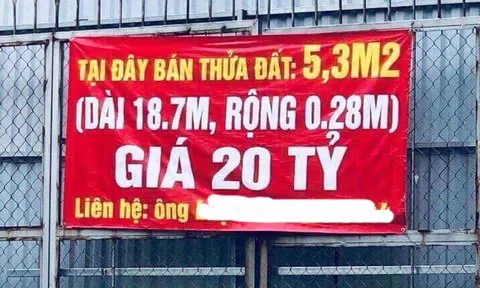 TẠI ĐÂY BÁN THỬA ĐẤT: 5,3M2
(DÀI 18.7M, RỘNG 0.28M)
GIÁ 20 TỶ
Liên hệ: ông